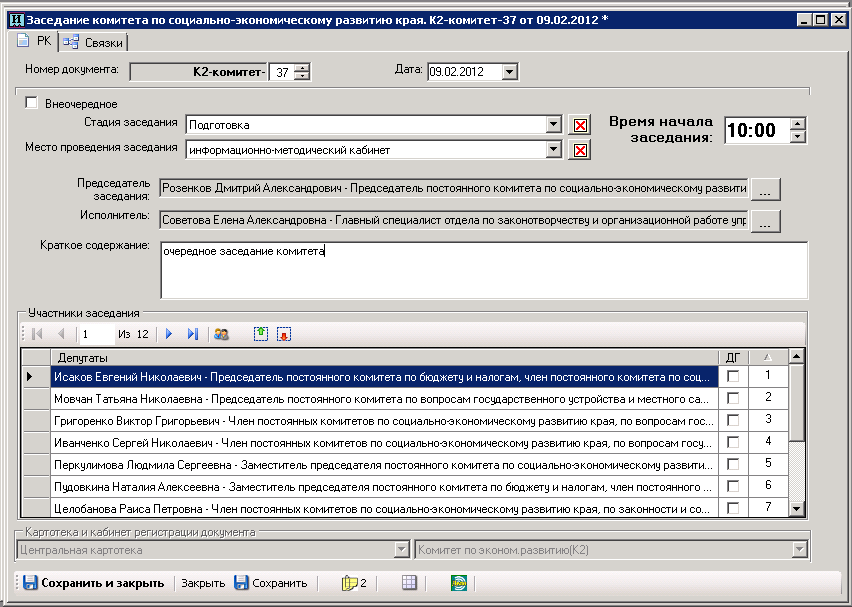 Заседание комитета по социально-экономическому развитию края. K2-комитет-37 от 09.02.2012 *
РК Связки
Номер документа: K2-комитет- 37 Дата: 09.02.2012
Внеочередное
Стадия заседания Подготовка
Время начала заседания: 10:00
Место проведения заседания информационно-методический кабинет
Председатель заседания: Розенков Дмитрий Александрович - Председатель постоянного комитета по социально-экономическому развити ...
Исполнитель: Советова Елена Александровна - Главный специалист отдела по законотворчеству и организационной работе упр ...
Краткое содержание: очередное заседание комитета
Участники заседания
1 Из 12
Депутаты ДГ
Исаков Евгений Николаевич - Председатель постоянного комитета по бюджету и налогам, член постоянного комитета по соц... 1
Мовчан Татьяна Николаевна - Председатель постоянного комитета по вопросам государственного устройства и местного са... 2
Григоренко Виктор Григорьевич - Член постоянных комитетов по социально-экономическому развитию края, по вопросам гос... 3
Иванченко Сергей Николаевич - Член постоянных комитетов по социально-экономическому развитию края, по вопросам госу... 4
Перкулимова Людмила Сергеевна - Заместитель председателя постоянного комитета по социально-экономическому развити... 5
Пудовкина Наталия Алексеевна - Заместитель председателя постоянного комитета по бюджету и налогам, член постоянного ... 6
Целобанова Раиса Петровна - Член постоянных комитетов по социально-экономическому развитию края, по законности и со... 7
Картотека и кабинет регистрации документа
Центральная картотека Комитет по эконом.развитию(К2)
Сохранить и закрыть Закрыть Сохранить 2